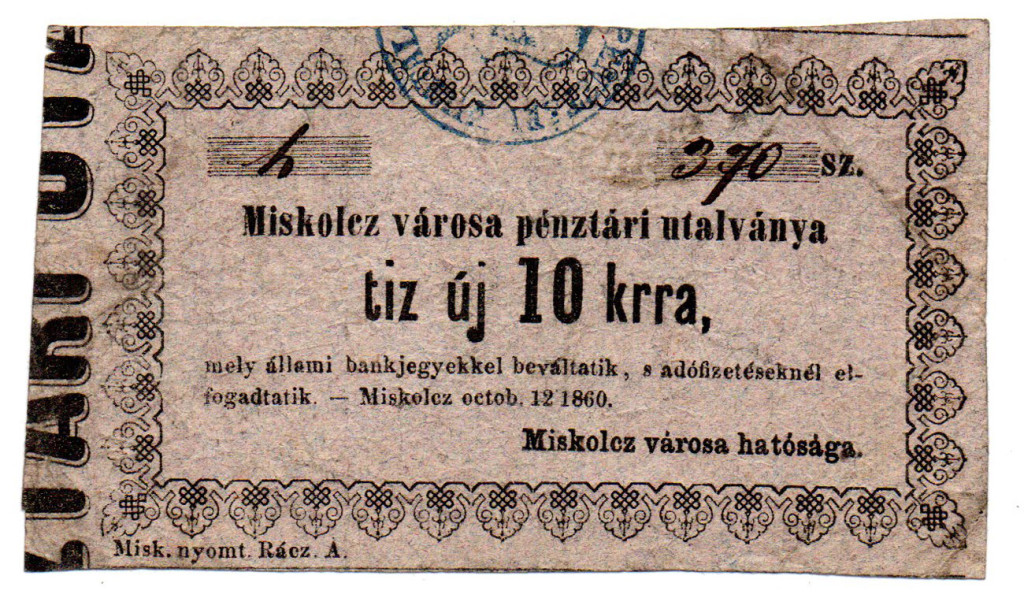 h 370 sz.
Miskolcz városa pénztári utalványa
tiz új 10 krra,
mely állami bankjegyekkel beváltatik, s adófizetéseknél el-
fogadtatik. — Miskolcz octob. 12 1860.
Miskolcz városa hatósága.
Misk. nyomt. Rácz. A.